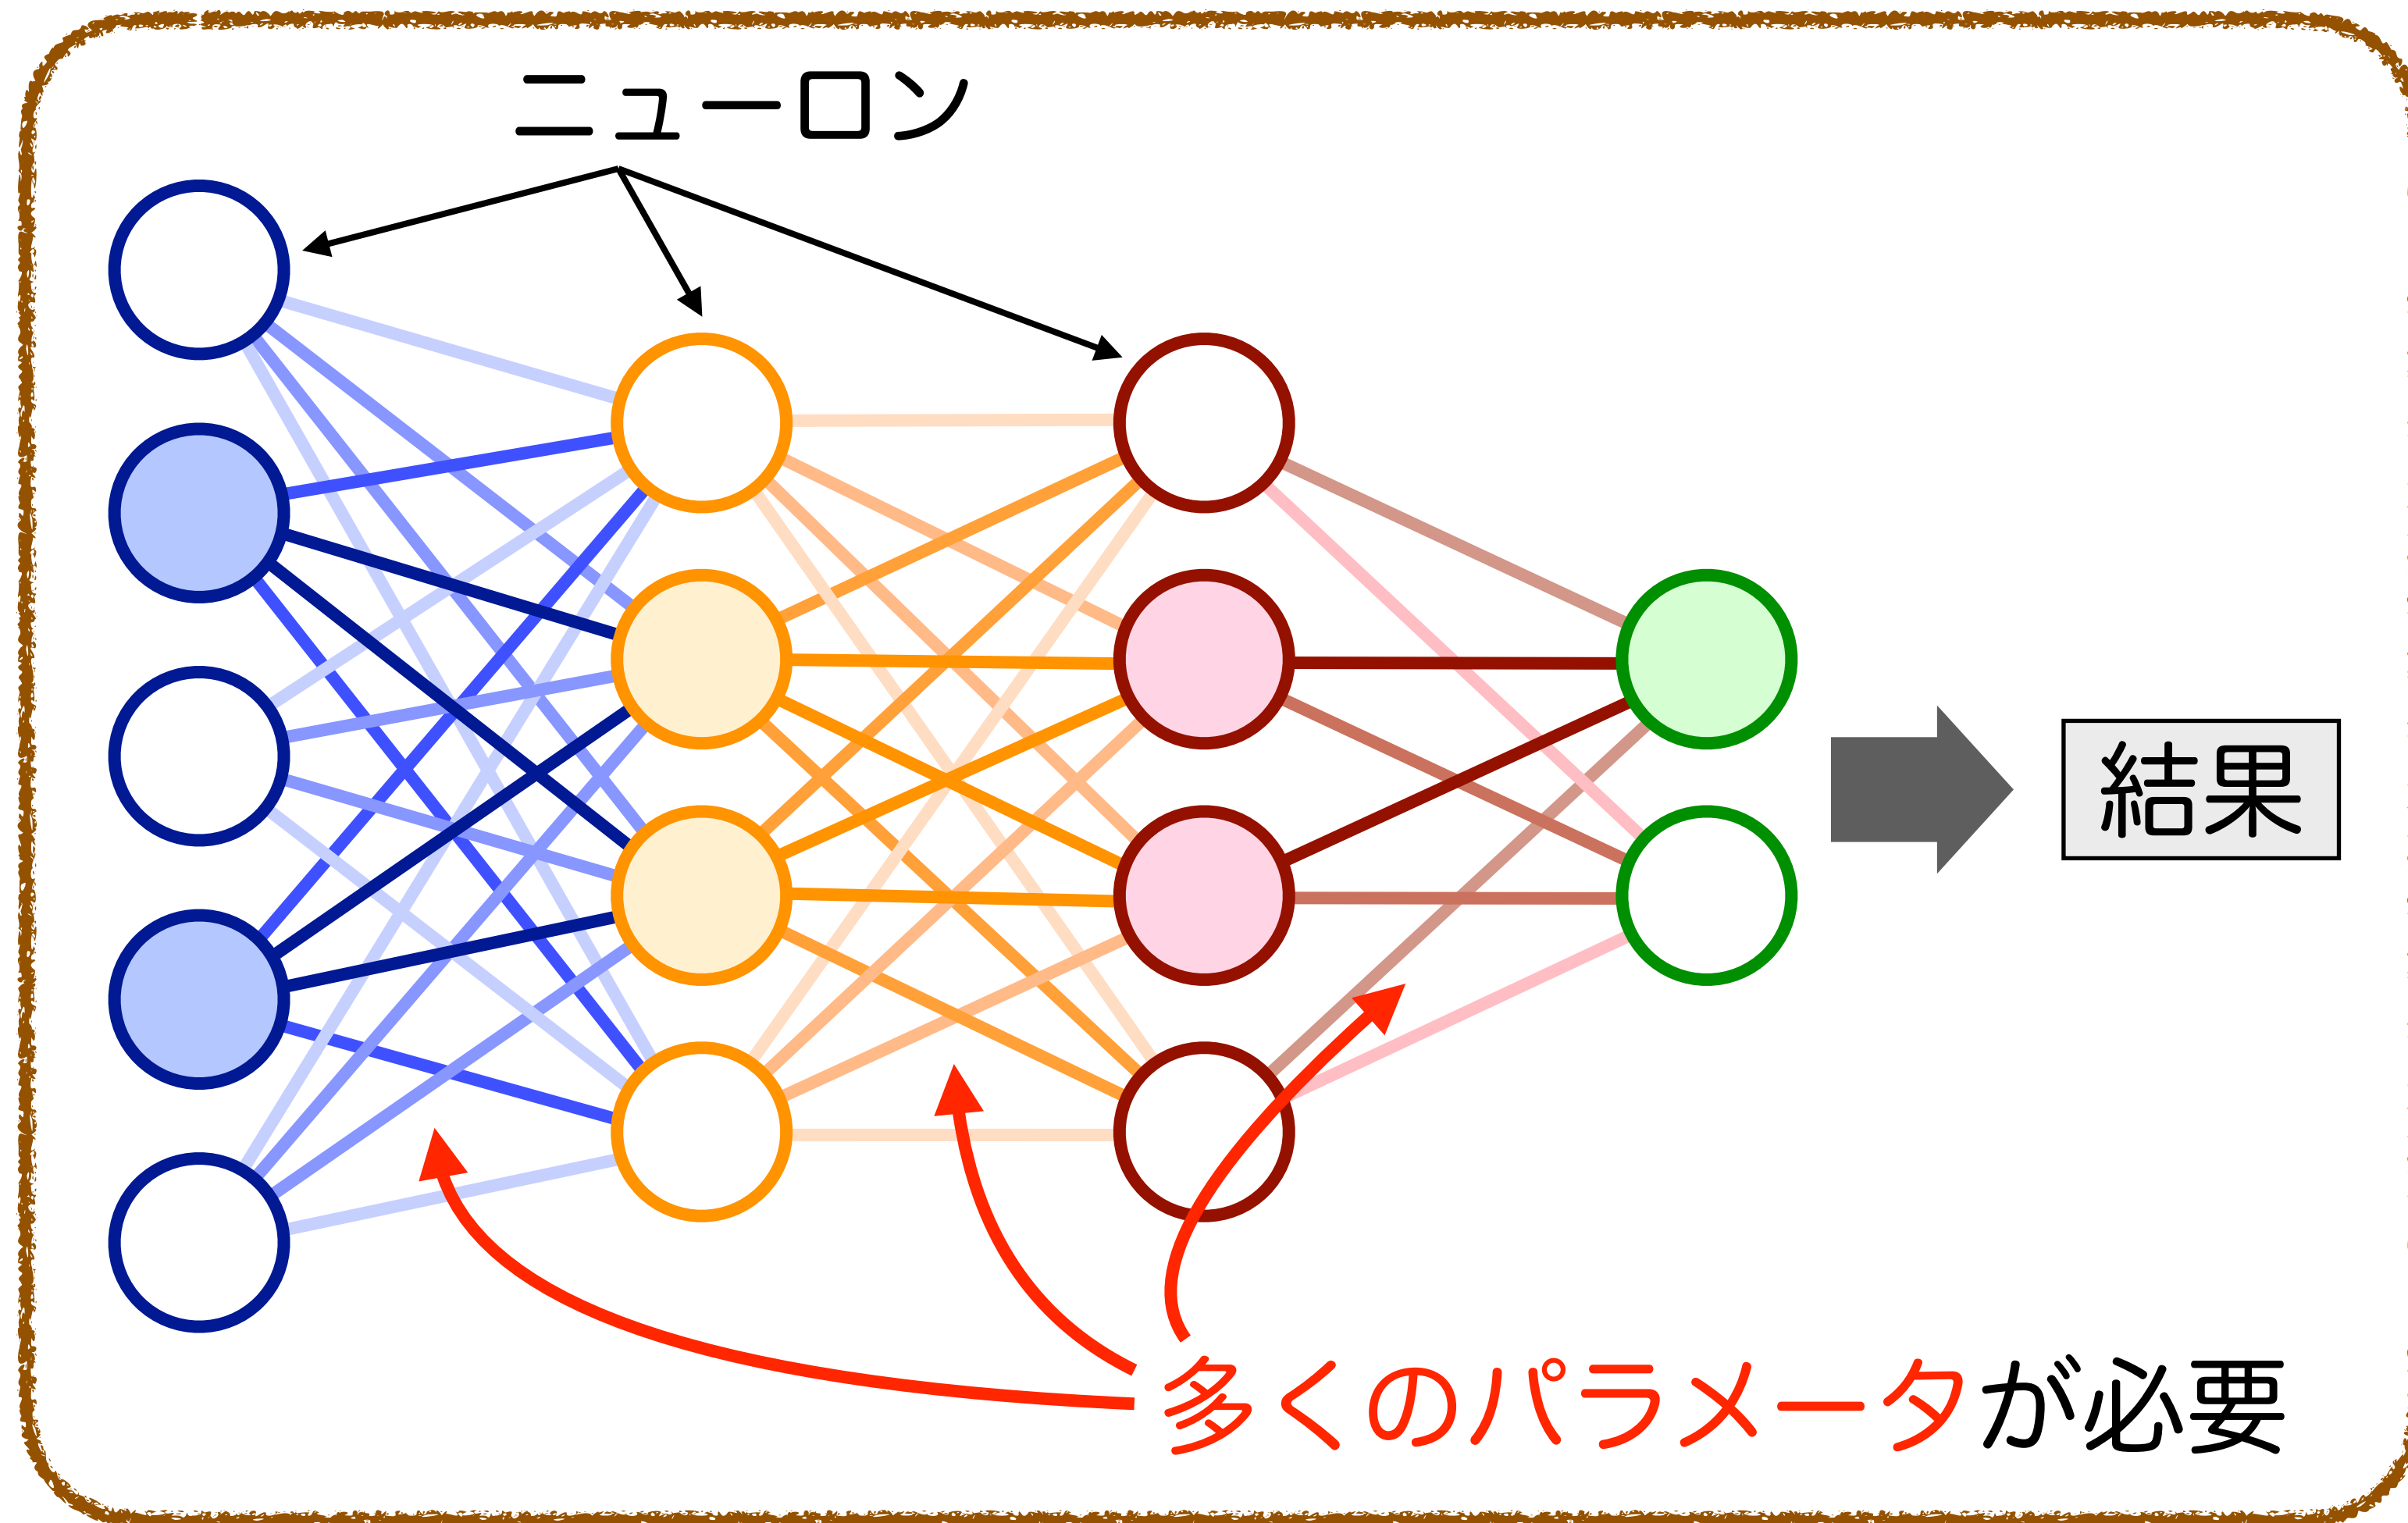 ニューロン
結果
多くのパラメータが必要